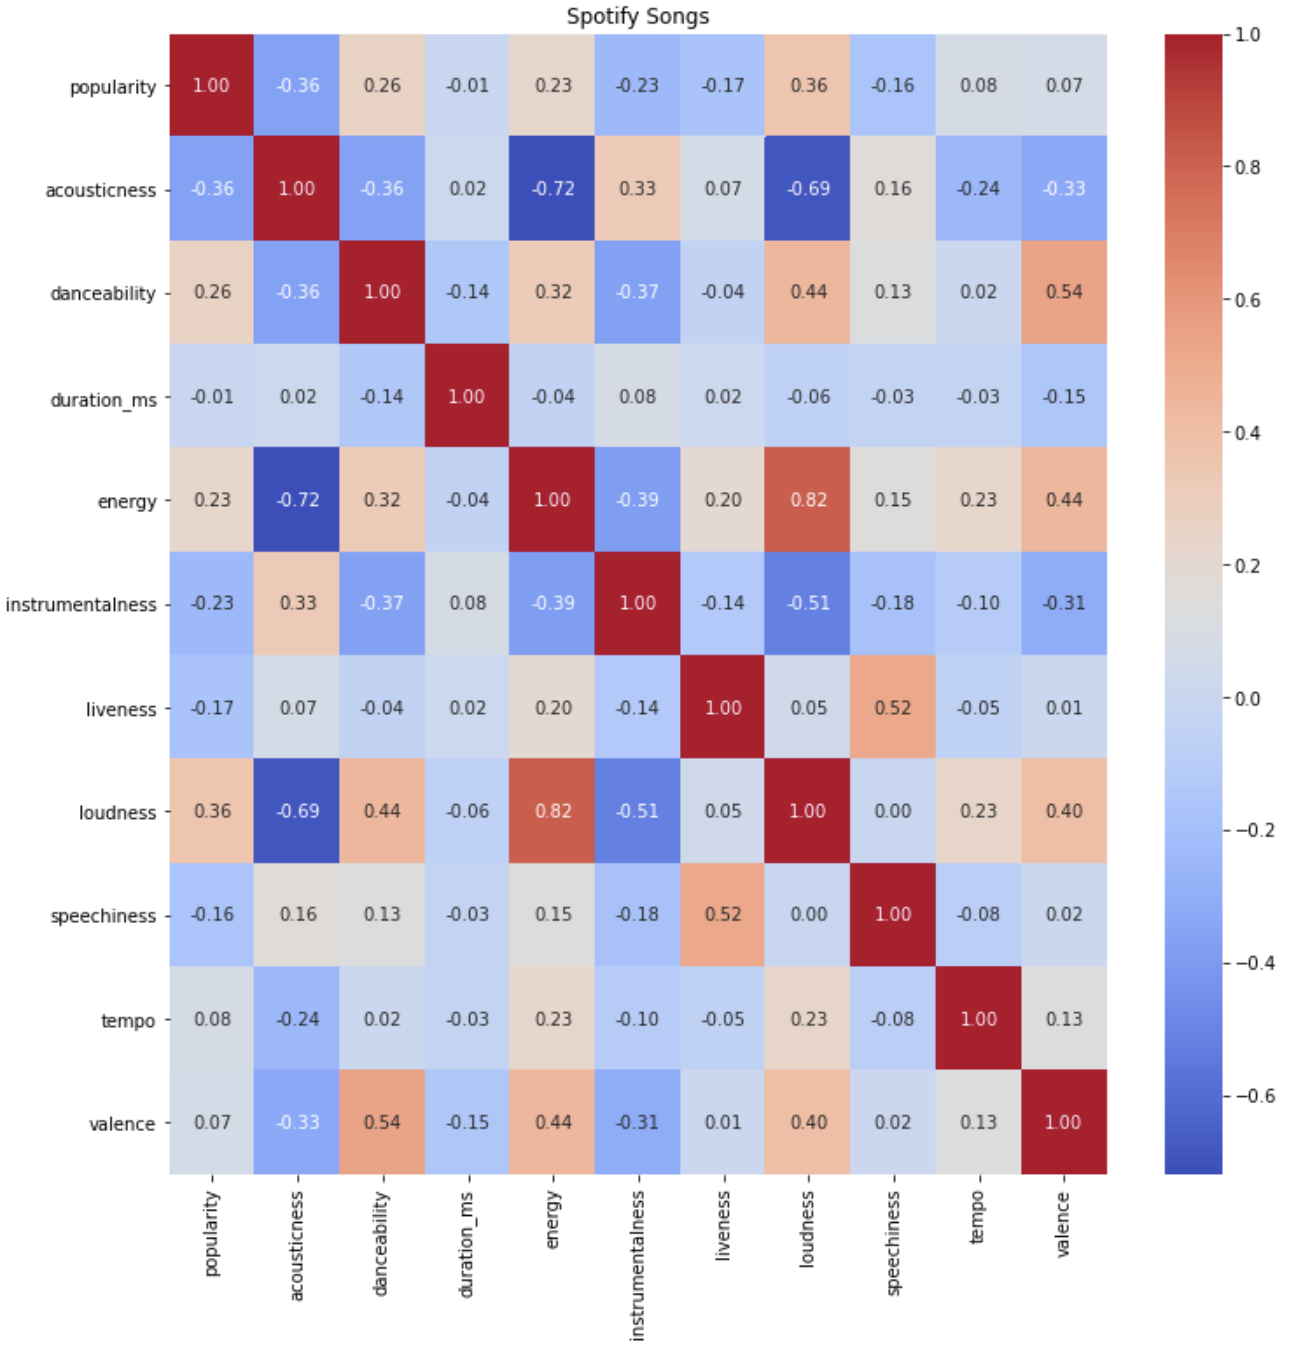 Spotify Songs
popularity 1.00 -0.36 0.26 -0.01 0.23 -0.23 -0.17 0.36 -0.16 0.08 0.07
acousticness -0.36 1.00 -0.36 0.02 -0.72 0.33 0.07 -0.69 0.16 -0.24 -0.33
danceability 0.26 -0.36 1.00 -0.14 0.32 -0.37 -0.04 0.44 0.13 0.02 0.54
duration_ms -0.01 0.02 -0.14 1.00 -0.04 0.08 0.02 -0.06 -0.03 -0.03 -0.15
energy 0.23 -0.72 0.32 -0.04 1.00 -0.39 0.20 0.82 0.15 0.23 0.44
instrumentalness -0.23 0.33 -0.37 0.08 -0.39 1.00 -0.14 -0.51 -0.18 -0.10 -0.31
liveness -0.17 0.07 -0.04 0.02 0.20 -0.14 1.00 0.05 0.52 -0.05 0.01
loudness 0.36 -0.69 0.44 -0.06 0.82 -0.51 0.05 1.00 0.00 0.23 0.40
speechiness -0.16 0.16 0.13 -0.03 0.15 -0.18 0.52 0.00 1.00 -0.08 0.02
tempo 0.08 -0.24 0.02 -0.03 0.23 -0.10 -0.05 0.23 -0.08 1.00 0.13
valence 0.07 -0.33 0.54 -0.15 0.44 -0.31 0.01 0.40 0.02 0.13 1.00
popularity
acousticness
danceability
duration_ms
energy
instrumentalness
liveness
loudness
speechiness
tempo
valence
1.0
0.8
0.6
0.4
0.2
0.0
−0.2
−0.4
−0.6